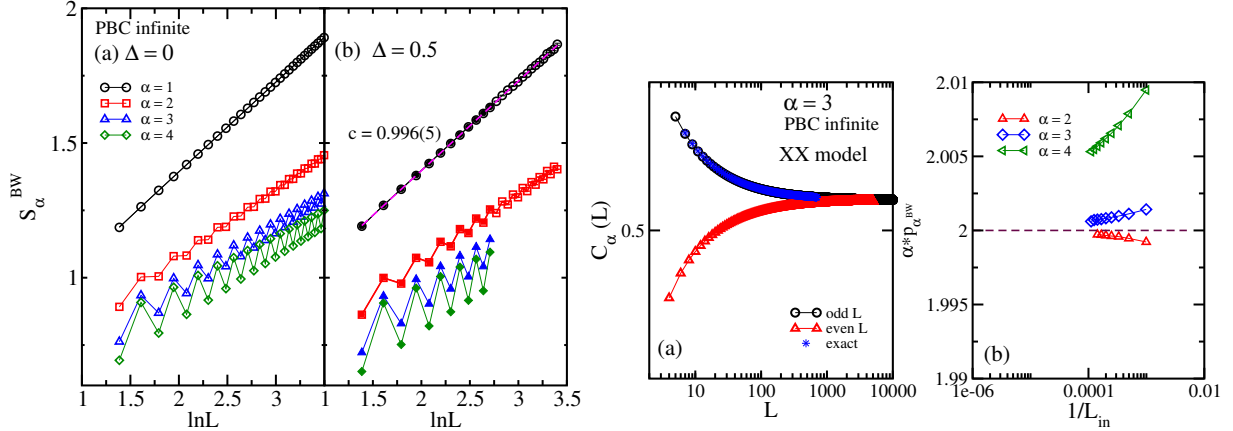 PBC infinite
(a) Δ = 0
α = 1
α = 2
α = 3
α = 4
S_α^BW
2
1.5
1
1
1.5
2
2.5
3
1
lnL
(b) Δ = 0.5
c = 0.996(5)
1.5
2
2.5
3
3.5
lnL
α = 3
PBC infinite
XX model
C_α (L)
0.5
odd L
even L
exact
(a)
10
100
1000
10000
L
α*p_α^BW
2.01
2.005
2
1.995
1.99
α = 2
α = 3
α = 4
(b)
1e-06
0.0001
0.01
1/L_in